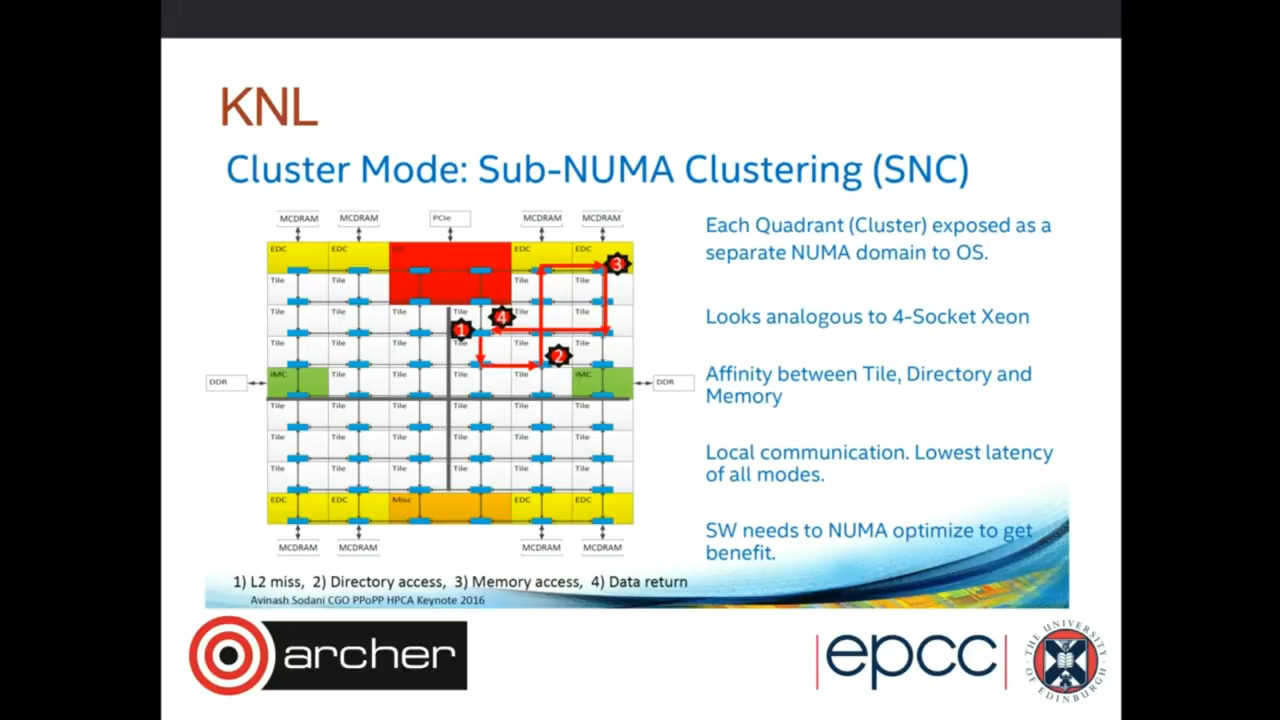 KNL
Cluster Mode: Sub-NUMA Clustering (SNC)
MCDRAM MCDRAM PCIe MCDRAM MCDRAM
EDC EDC EDC EDC
3
Tile Tile Tile Tile
Tile Tile Tile Tile Tile Tile
4
1
Tile Tile Tile Tile Tile Tile
2
DDR iMC Tile Tile Tile Tile iMC DDR
Tile Tile Tile Tile Tile Tile
Tile Tile Tile Tile Tile Tile
Tile Tile Tile Tile Tile Tile
EDC EDC Misc EDC EDC
MCDRAM MCDRAM MCDRAM MCDRAM
1) L2 miss, 2) Directory access, 3) Memory access, 4) Data return
Avinash Sodani CGO PPoPP HPCA Keynote 2016
Each Quadrant (Cluster) exposed as a
separate NUMA domain to OS.
Looks analogous to 4-Socket Xeon
Affinity between Tile, Directory and
Memory
Local communication. Lowest latency
of all modes.
SW needs to NUMA optimize to get
benefit.
archer
epcc
THE UNIVERSITY
OF EDINBURGH